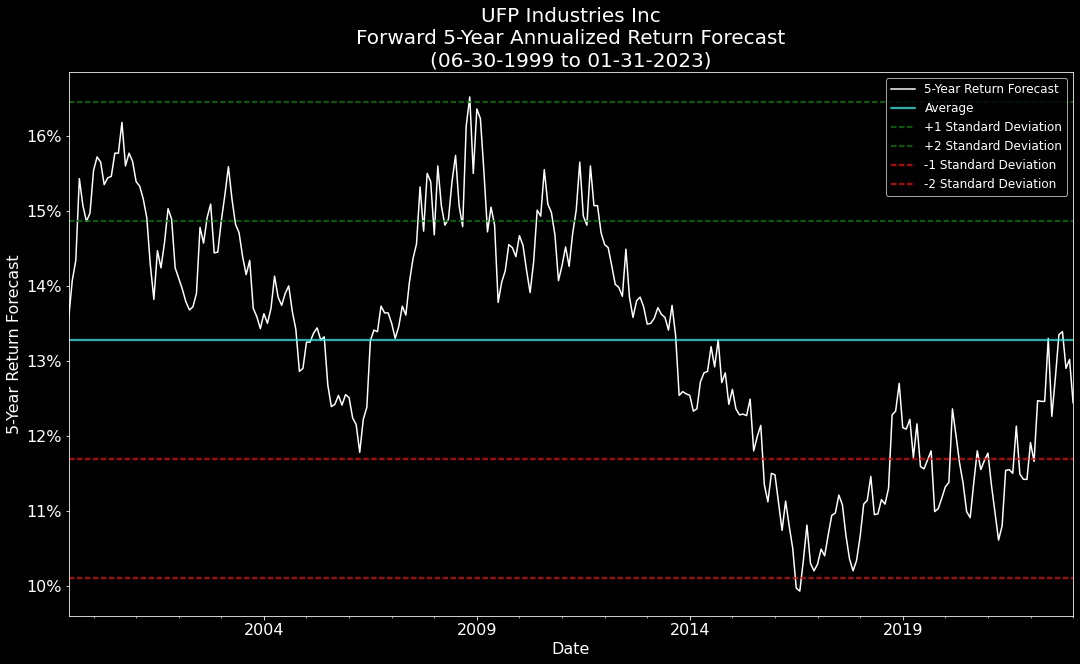 UFP Industries Inc
Forward 5-Year Annualized Return Forecast
(06-30-1999 to 01-31-2023)
5-Year Return Forecast
Average
+1 Standard Deviation
+2 Standard Deviation
-1 Standard Deviation
-2 Standard Deviation
5-Year Return Forecast
16%
15%
14%
13%
12%
11%
10%
2004
2009
2014
2019
Date